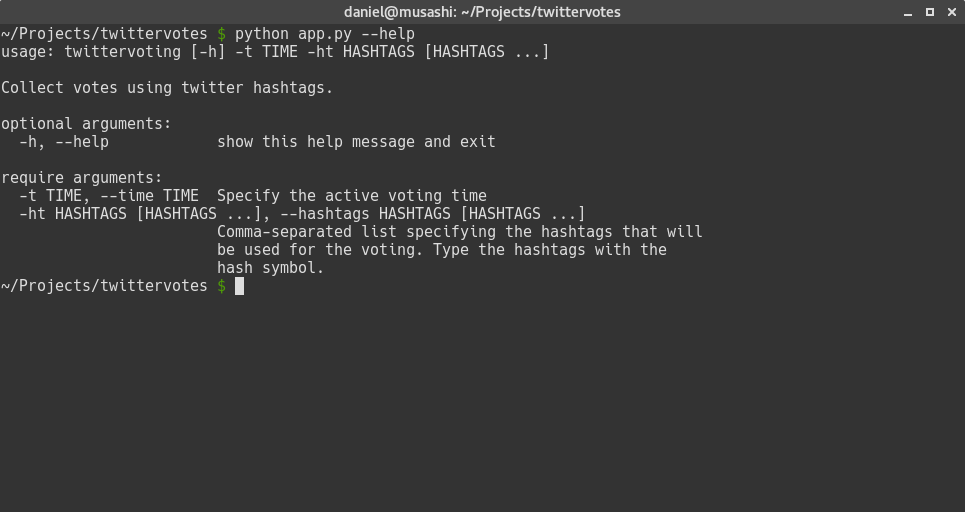 daniel@musashi: ~/Projects/twittervotes
~/Projects/twittervotes $ python app.py --help
usage: twittervoting [-h] -t TIME -ht HASHTAGS [HASHTAGS ...]
Collect votes using twitter hashtags.
optional arguments:
-h, --help show this help message and exit
require arguments:
-t TIME, --time TIME Specify the active voting time
-ht HASHTAGS [HASHTAGS ...], --hashtags HASHTAGS [HASHTAGS ...]
Comma-separated list specifying the hashtags that will
be used for the voting. Type the hashtags with the
hash symbol.
~/Projects/twittervotes $